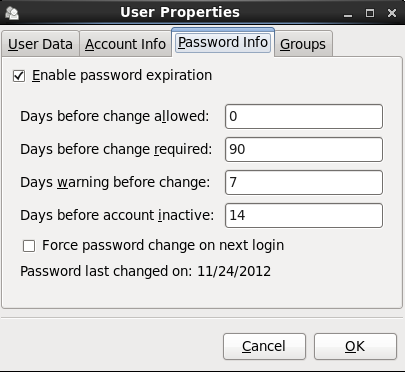 User Properties
User Data Account Info Password Info Groups
Enable password expiration
Days before change allowed: 0
Days before change required: 90
Days warning before change: 7
Days before account inactive: 14
Force password change on next login
Password last changed on: 11/24/2012
Cancel OK